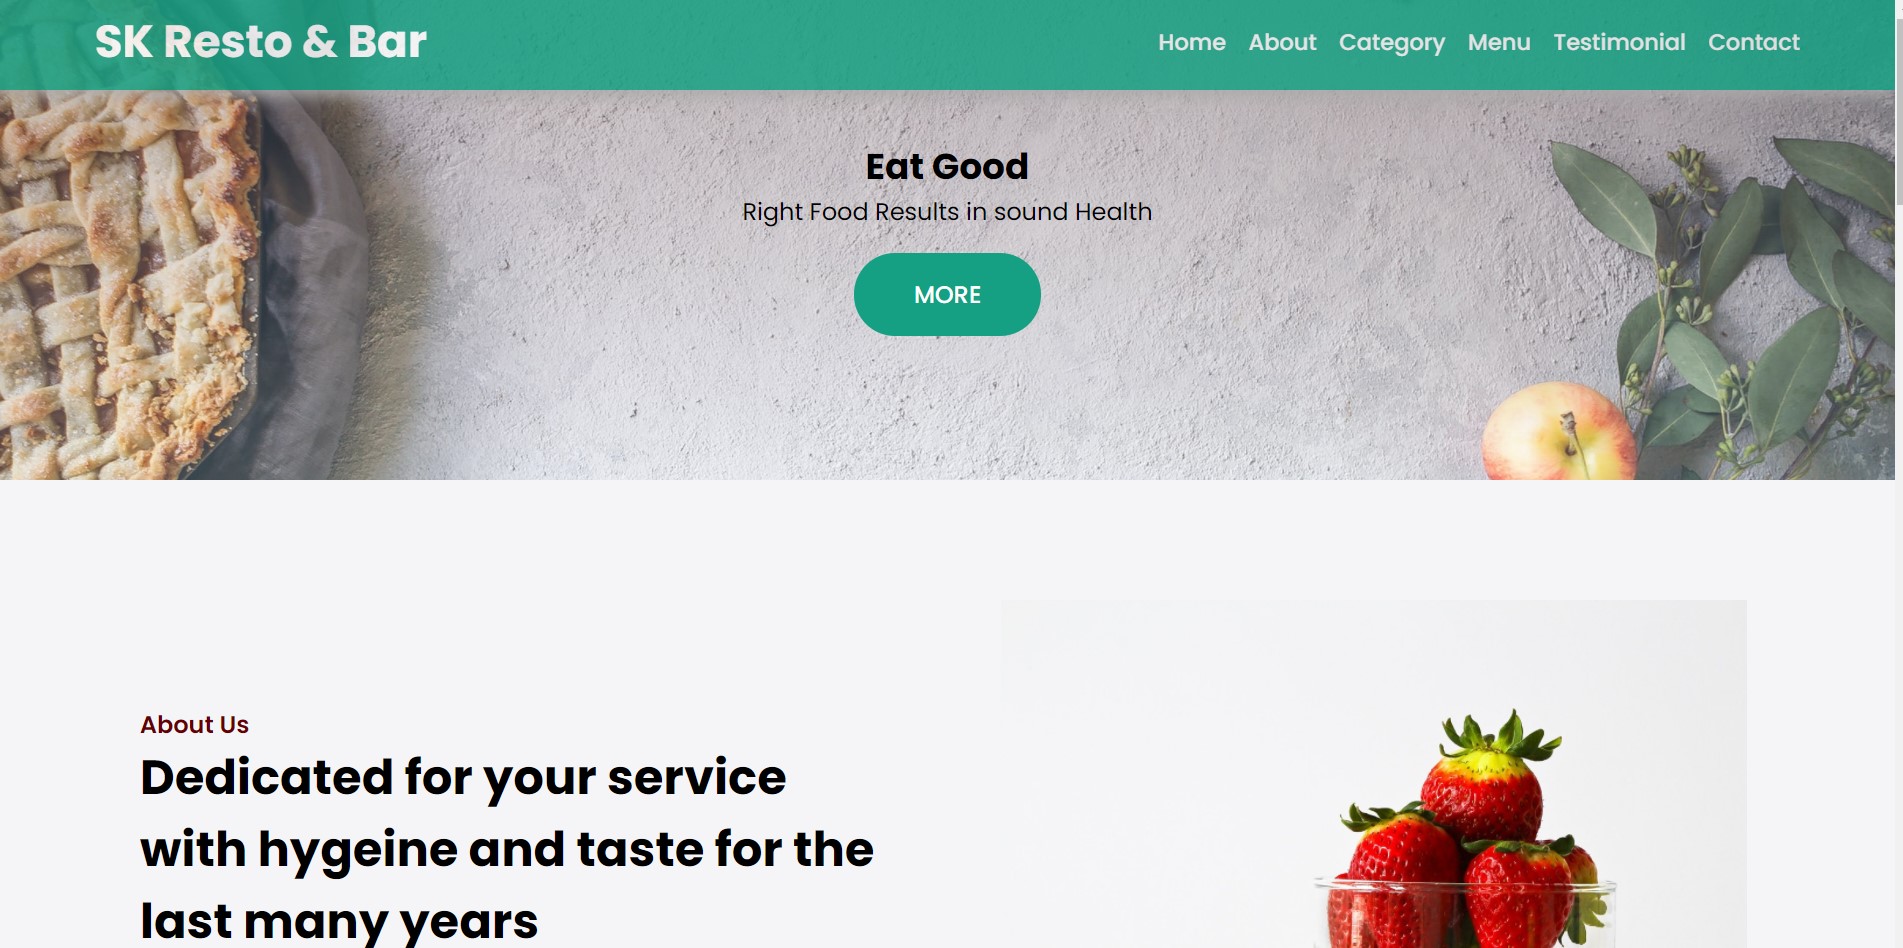 SK Resto & Bar
Home About Category Menu Testimonial Contact
Eat Good
Right Food Results in sound Health
MORE
About Us
Dedicated for your service
with hygeine and taste for the
last many years